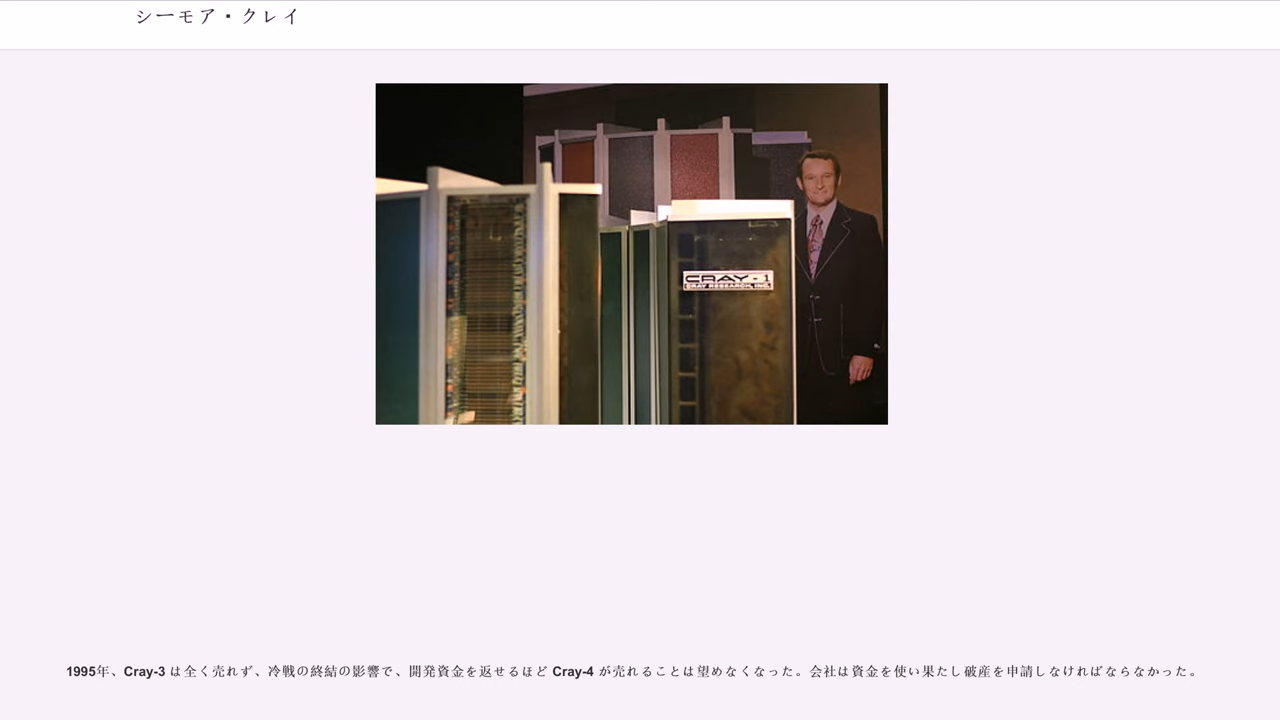 シーモア・クレイ
CRAY-1
CRAY RESEARCH, INC.
1995年、Cray-3 は全く売れず、冷戦の終結の影響で、開発資金を返せるほど Cray-4 が売れることは望めなくなった。会社は資金を使い果たし破産を申請しなければならなかった。